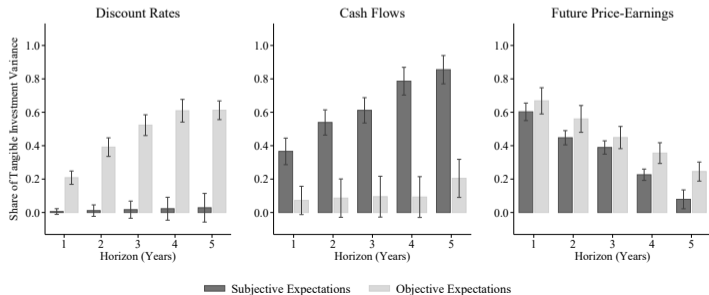 Discount Rates
Cash Flows
Future Price-Earnings
Share of Tangible Investment Variance
1.0
0.8
0.6
0.4
0.2
0.0
1 2 3 4 5
Horizon (Years)
1.0
0.8
0.6
0.4
0.2
0.0
1 2 3 4 5
Horizon (Years)
1.0
0.8
0.6
0.4
0.2
0.0
1 2 3 4 5
Horizon (Years)
Subjective Expectations
Objective Expectations